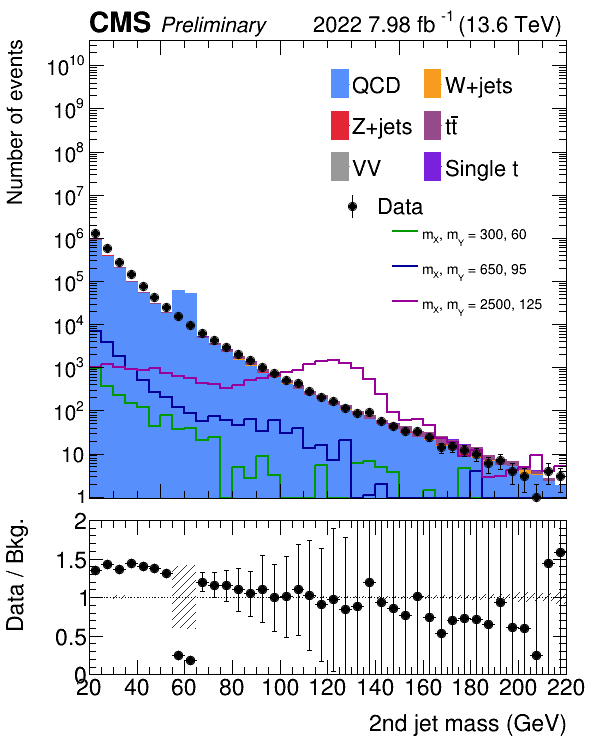 CMS Preliminary 2022 7.98 fb⁻¹ (13.6 TeV)
Number of events
10¹⁰
10⁹
10⁸
10⁷
10⁶
10⁵
10⁴
10³
10²
10
1
QCD W+jets
Z+jets tt̄
VV Single t
Data
m_X, m_Y = 300, 60
m_X, m_Y = 650, 95
m_X, m_Y = 2500, 125
Data / Bkg.
2
1.5
1
0.5
0
20 40 60 80 100 120 140 160 180 200 220
2nd jet mass (GeV)